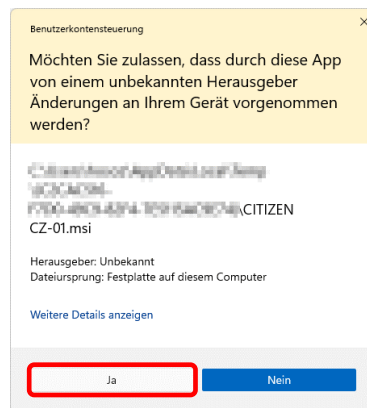 Benutzerkontensteuerung
Möchten Sie zulassen, dass durch diese App
von einem unbekannten Herausgeber
Änderungen an Ihrem Gerät vorgenommen
werden?
\CITIZEN
CZ-01.msi
Herausgeber: Unbekannt
Dateiursprung: Festplatte auf diesem Computer
Weitere Details anzeigen
Ja
Nein